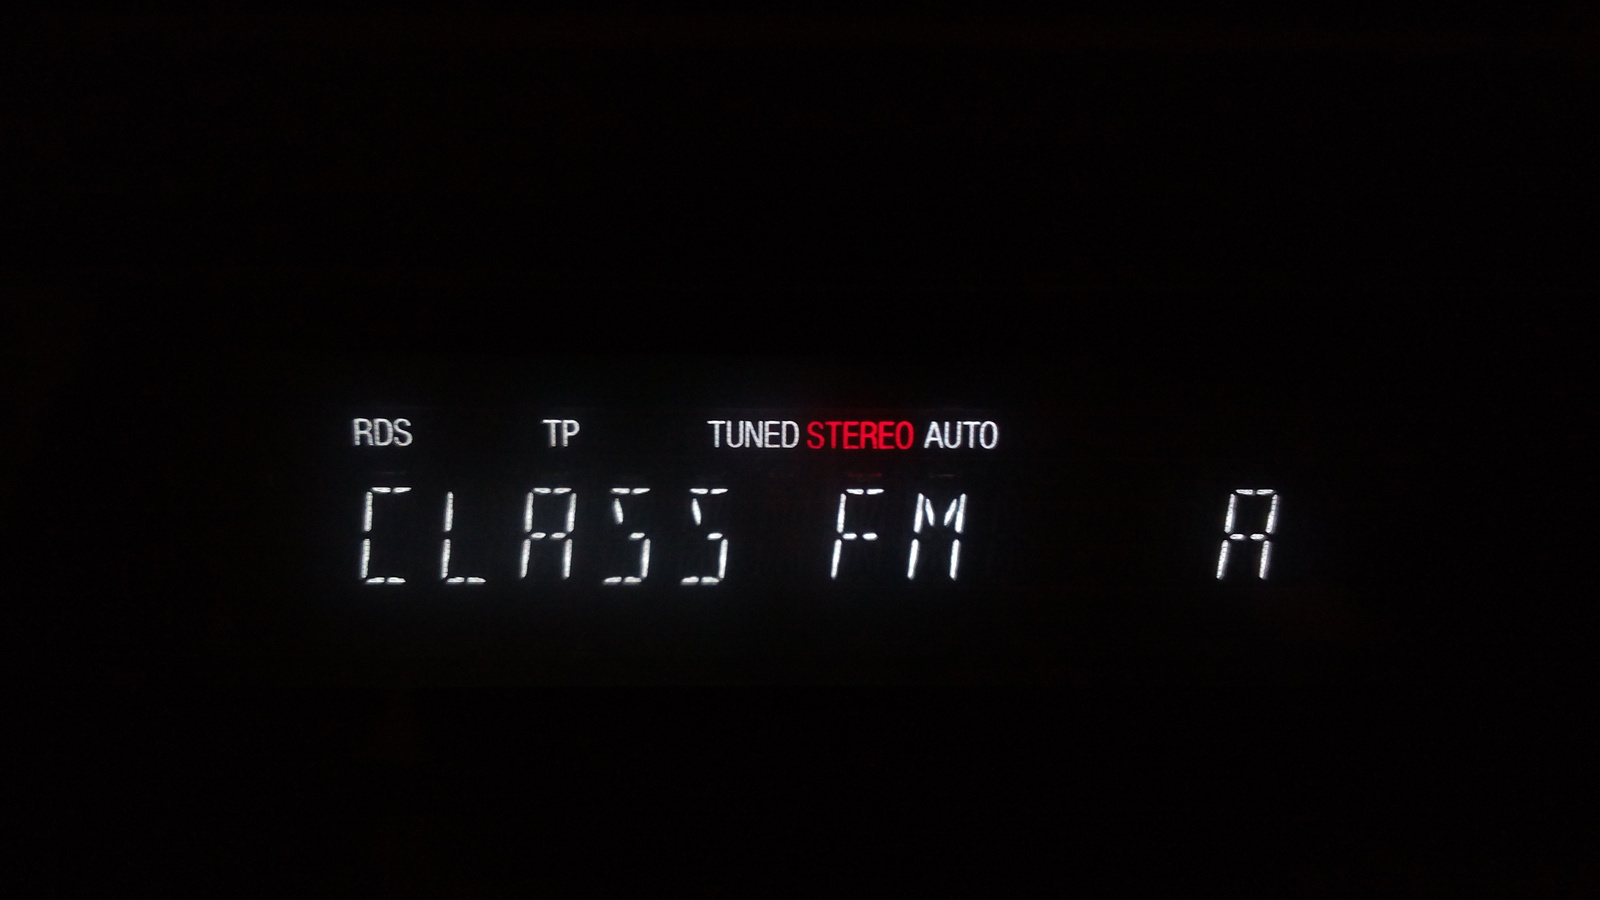 RDS TP TUNED STEREO AUTO
CLASS FM A